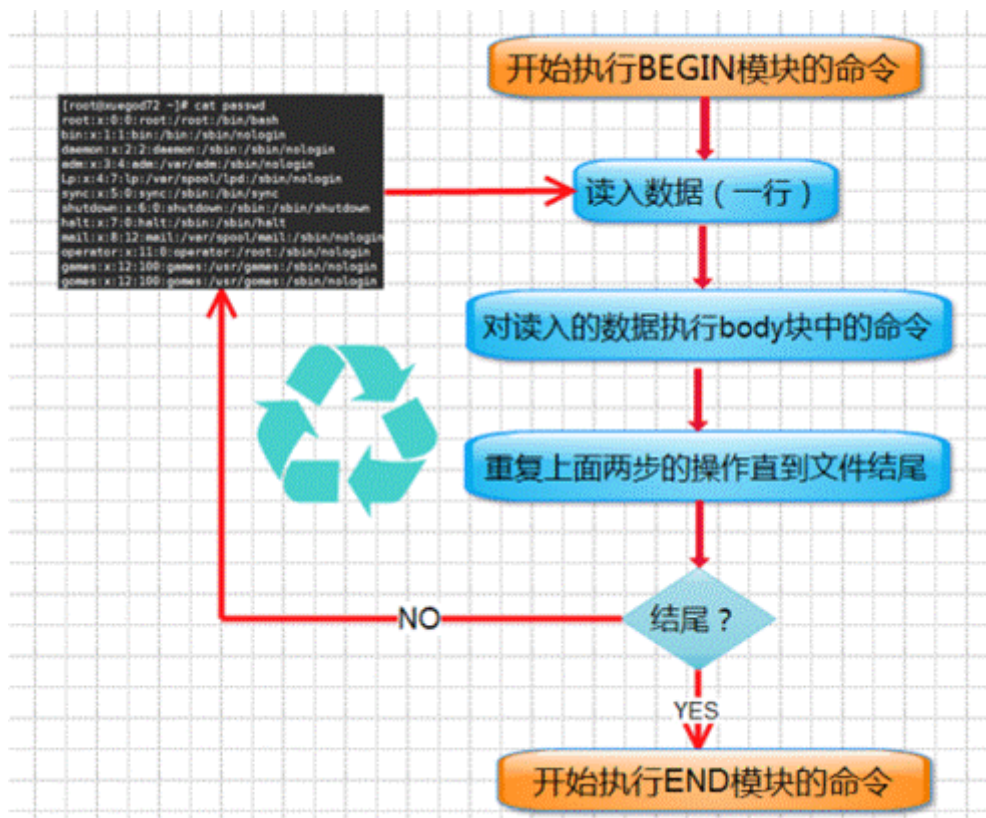 开始执行BEGIN模块的命令
[root@xuegod72 ~]# cat passwd
root:x:0:0:root:/root:/bin/bash
bin:x:1:1:bin:/bin:/sbin/nologin
daemon:x:2:2:daemon:/sbin:/sbin/nologin
adm:x:3:4:adm:/var/adm:/sbin/nologin
Lp:x:4:7:lp:/var/spool/lpd:/sbin/nologin
sync:x:5:0:sync:/sbin:/bin/sync
shutdown:x:6:0:shutdown:/sbin:/sbin/shutdown
halt:x:7:0:halt:/sbin:/sbin/halt
mail:x:8:12:mail:/var/spool/mail:/sbin/nologin
operator:x:11:0:operator:/root:/sbin/nologin
games:x:12:100:games:/usr/games:/sbin/nologin
gomes:x:12:100:gomes:/usr/gomes:/sbin/nologin
读入数据（一行）
对读入的数据执行body块中的命令
重复上面两步的操作直到文件结尾
结尾？
NO
YES
开始执行END模块的命令